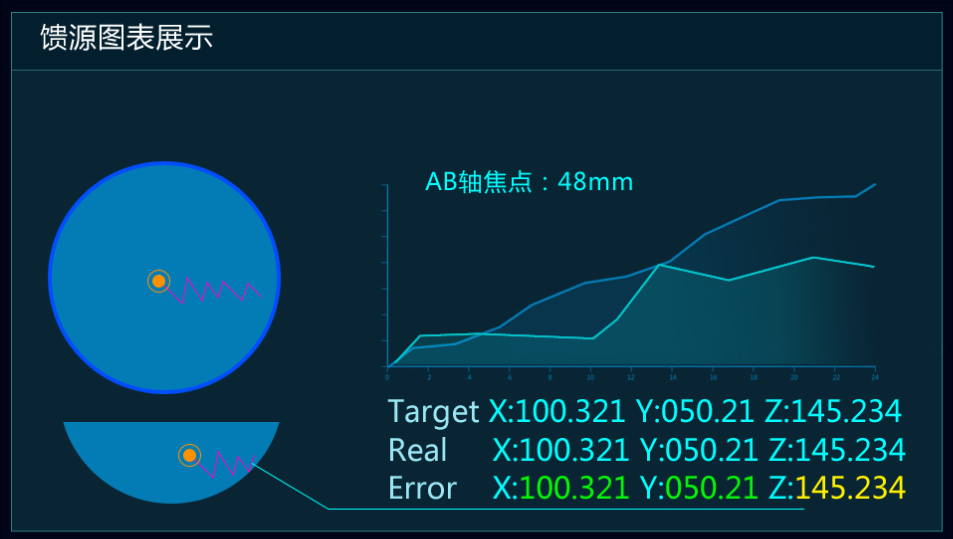 馈源图表展示
AB轴焦点：48mm
0 2 4 6 8 10 12 14 16 18 20 22 24
Target X:100.321 Y:050.21 Z:145.234
Real X:100.321 Y:050.21 Z:145.234
Error X:100.321 Y:050.21 Z:145.234